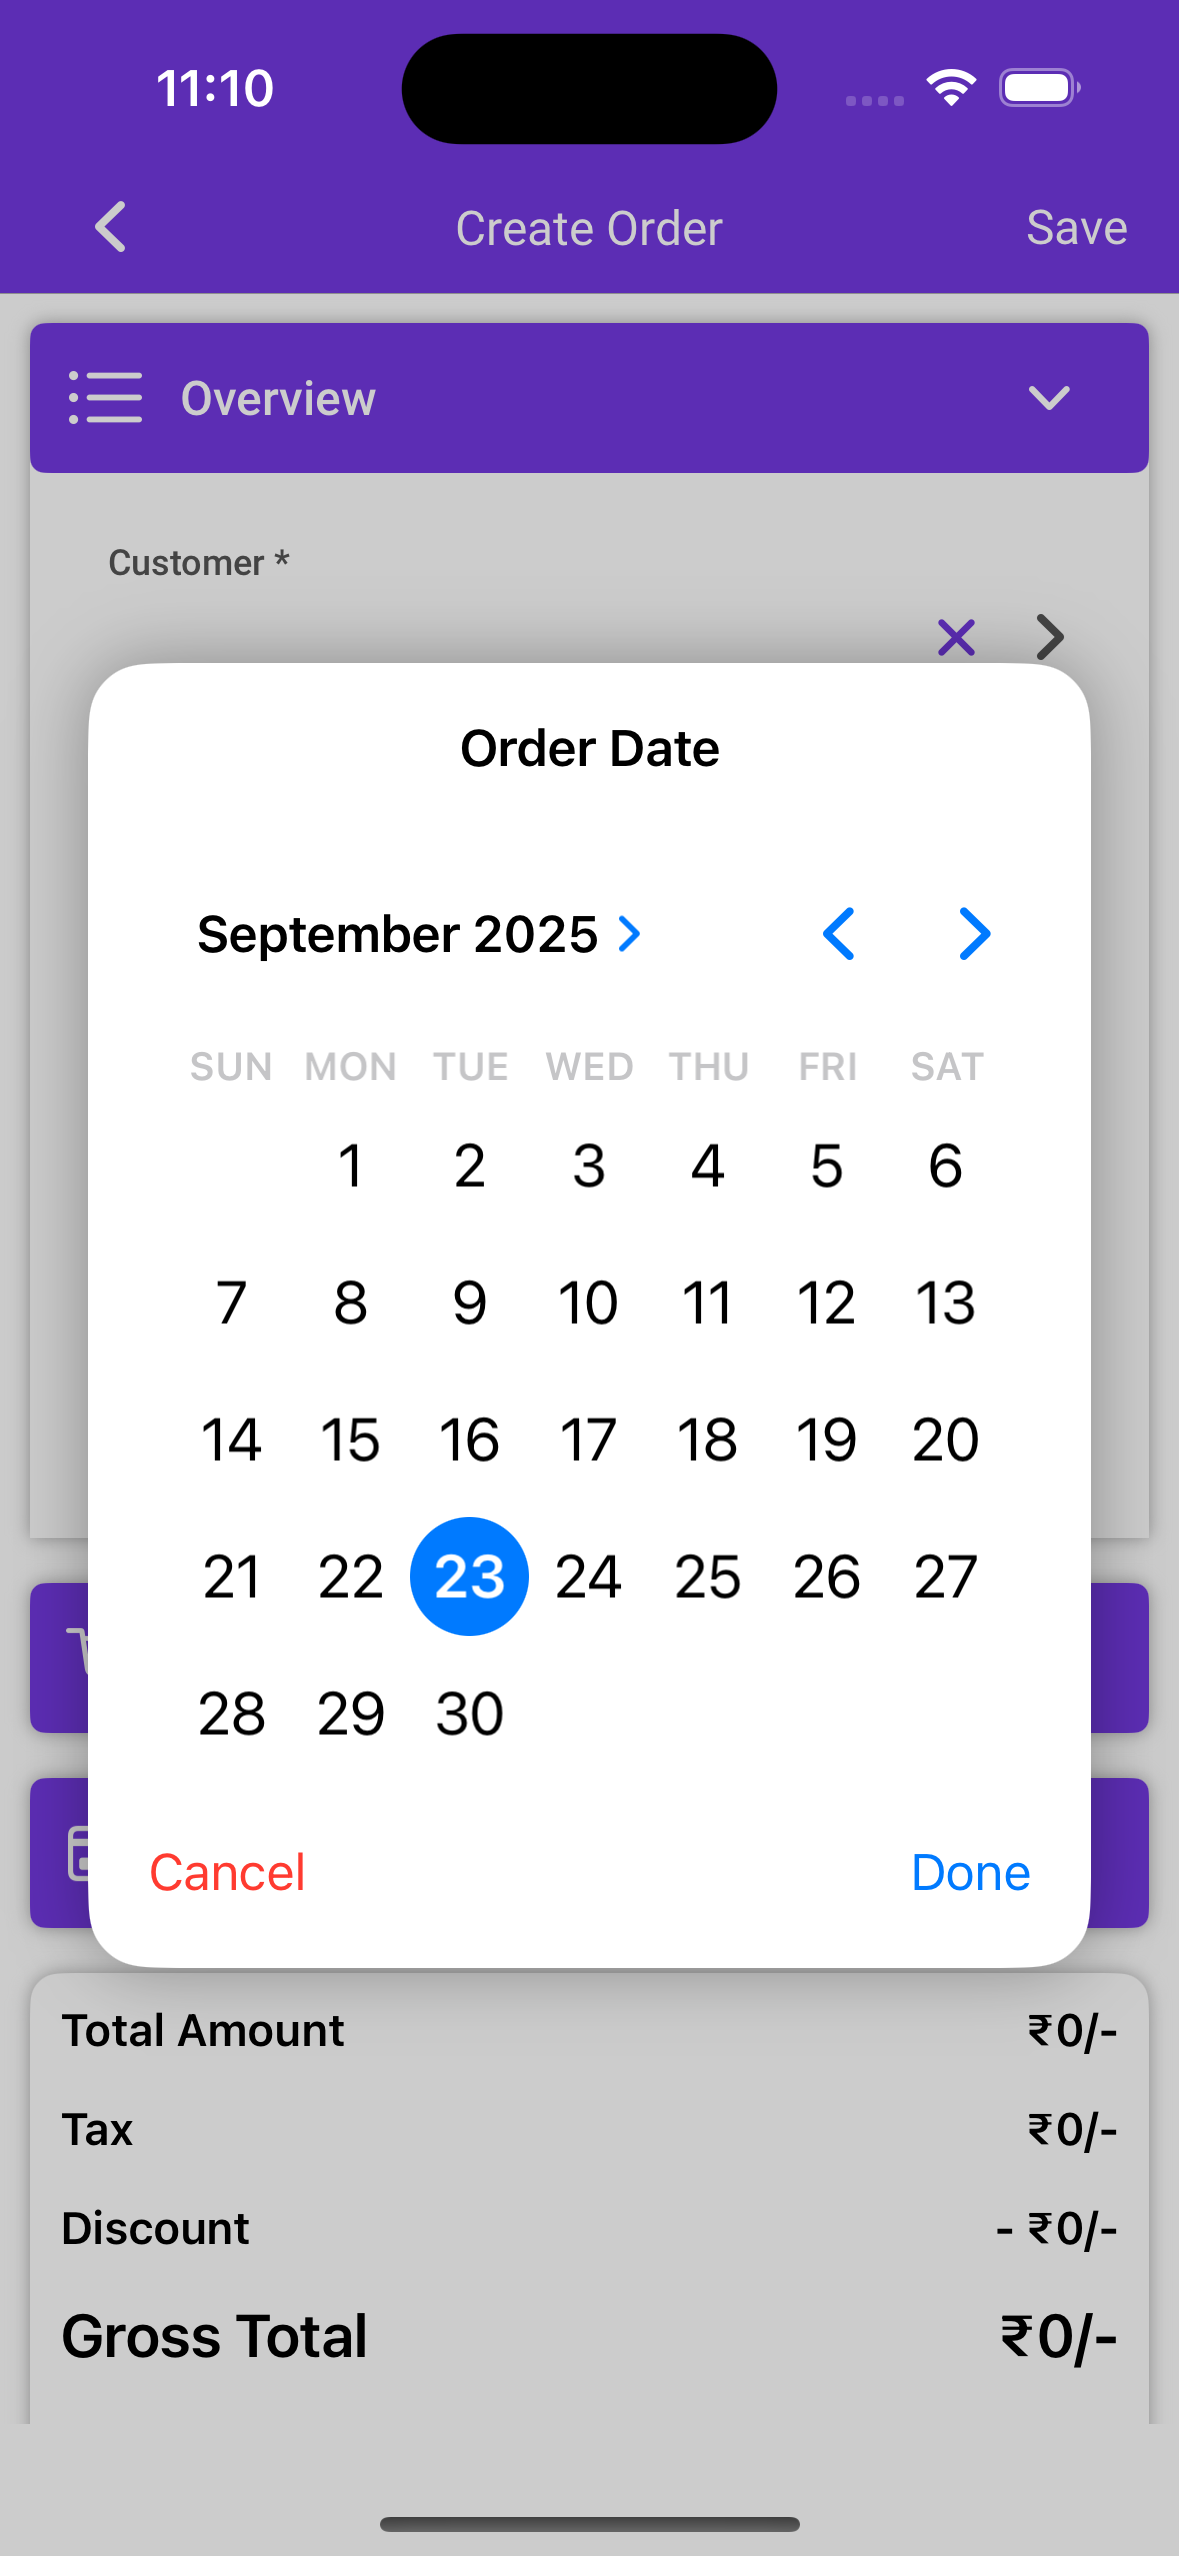 11:10
Create Order
Save
Overview
Customer *
Order Date
September 2025
SUN MON TUE WED THU FRI SAT
1 2 3 4 5 6
7 8 9 10 11 12 13
14 15 16 17 18 19 20
21 22 23 24 25 26 27
28 29 30
Cancel
Done
Total Amount ₹0/-
Tax ₹0/-
Discount - ₹0/-
Gross Total ₹0/-